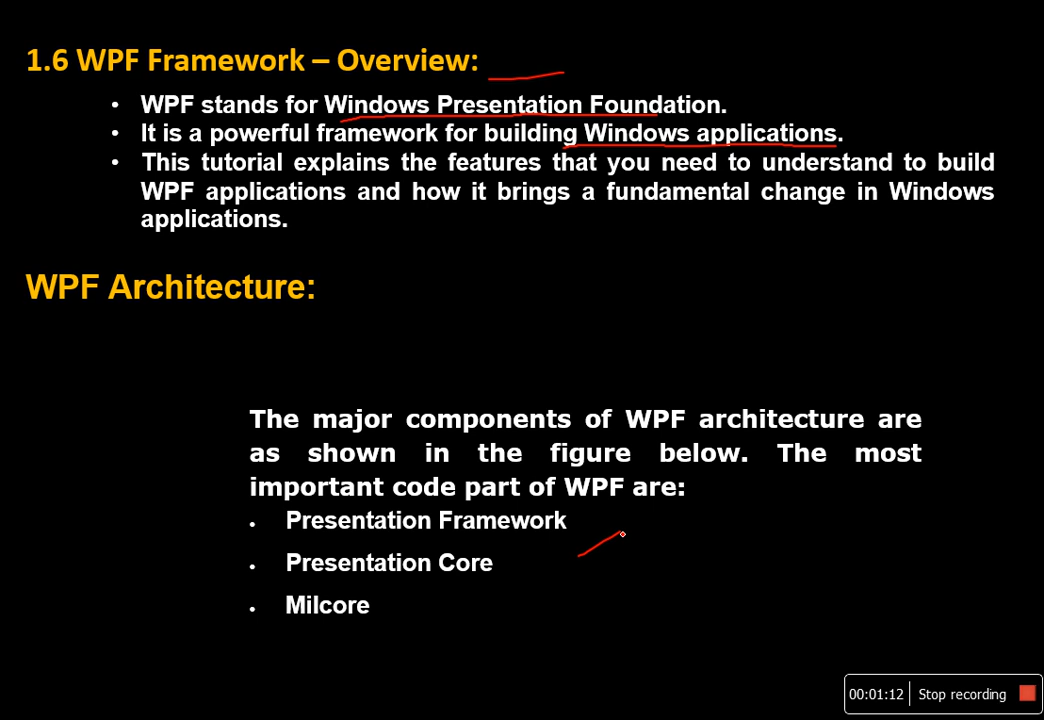 1.6 WPF Framework – Overview:
• WPF stands for Windows Presentation Foundation.
• It is a powerful framework for building Windows applications.
• This tutorial explains the features that you need to understand to build
WPF applications and how it brings a fundamental change in Windows
applications.
WPF Architecture:
The major components of WPF architecture are
as shown in the figure below. The most
important code part of WPF are:
• Presentation Framework
• Presentation Core
• Milcore
00:01:12 Stop recording